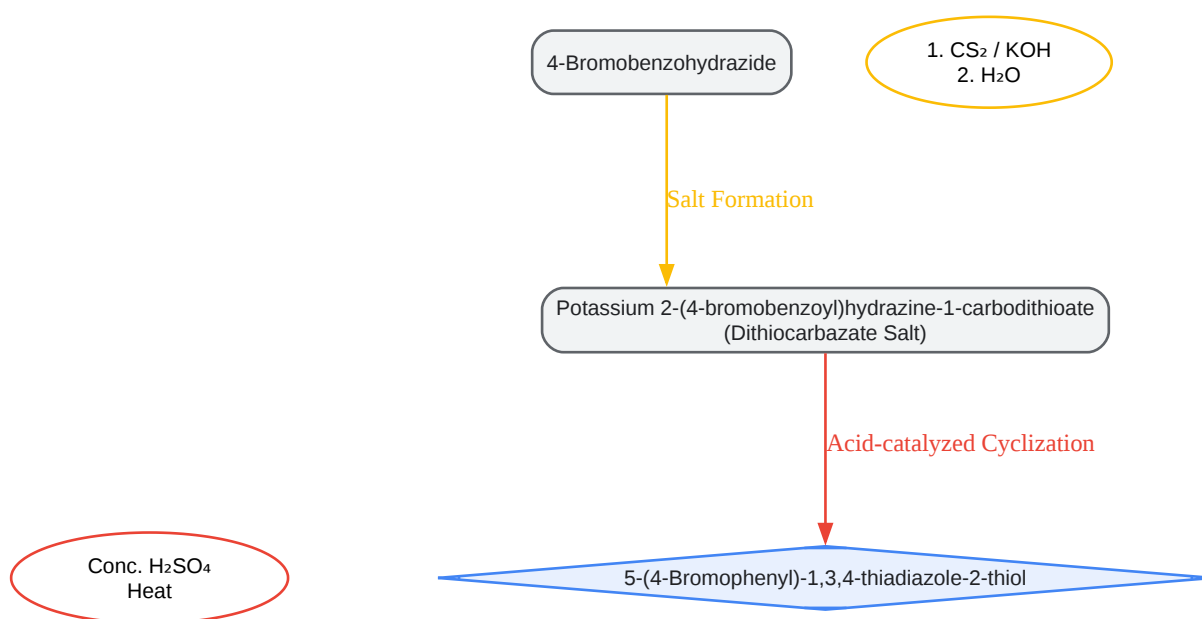 4-Bromobenzohydrazide
1. CS₂ / KOH
2. H₂O
Salt Formation
Potassium 2-(4-bromobenzoyl)hydrazine-1-carbodithioate
(Dithiocarbazate Salt)
Acid-catalyzed Cyclization
Conc. H₂SO₄
Heat
5-(4-Bromophenyl)-1,3,4-thiadiazole-2-thiol